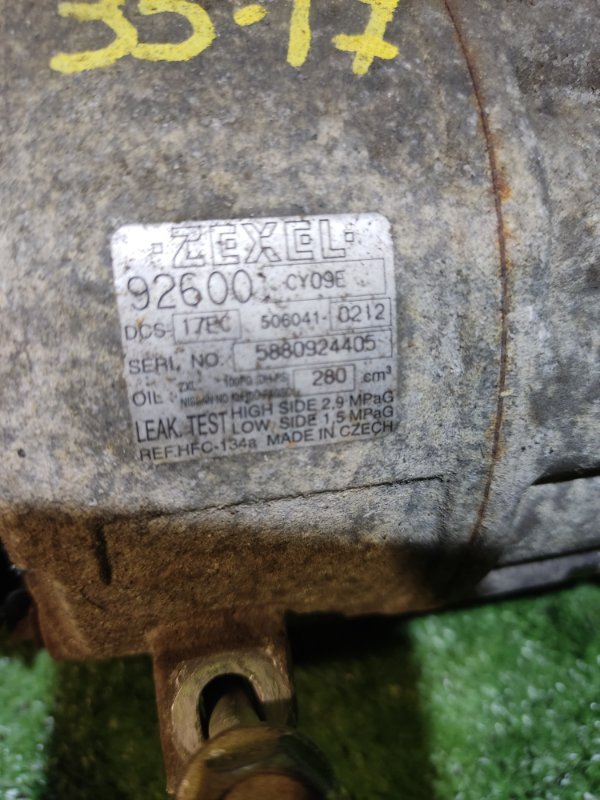 35-17
·ZEXEL·
92600 CY09E
DCS- 17EC 506041- 0212
SERI. NO. 5880924405
OIL 280 cm³
LEAK. TEST HIGH SIDE 2.9 MPaG
LOW. SIDE 1.5 MPaG
REF.HFC-134a MADE IN CZECH